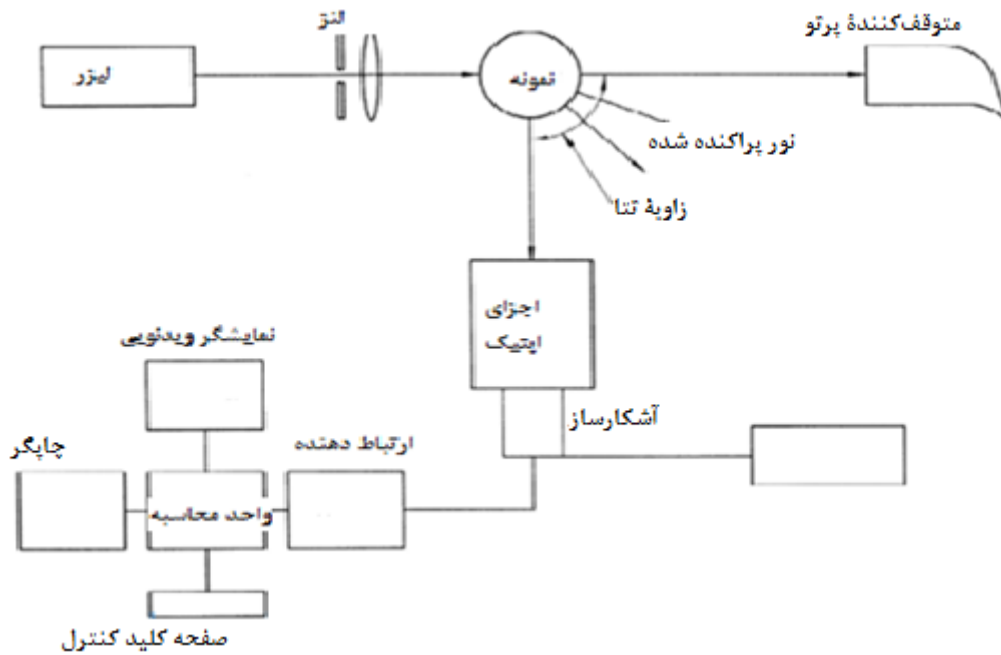 متوقف‌کنندهٔ پرتو
لنز
لیزر
نمونه
نور پراکنده شده
زاویهٔ تتا
اجزای
اپتیک
آشکارساز
نمایشگر ویدئویی
ارتباط دهنده
چاپگر
واحد محاسبه
صفحه کلید کنترل